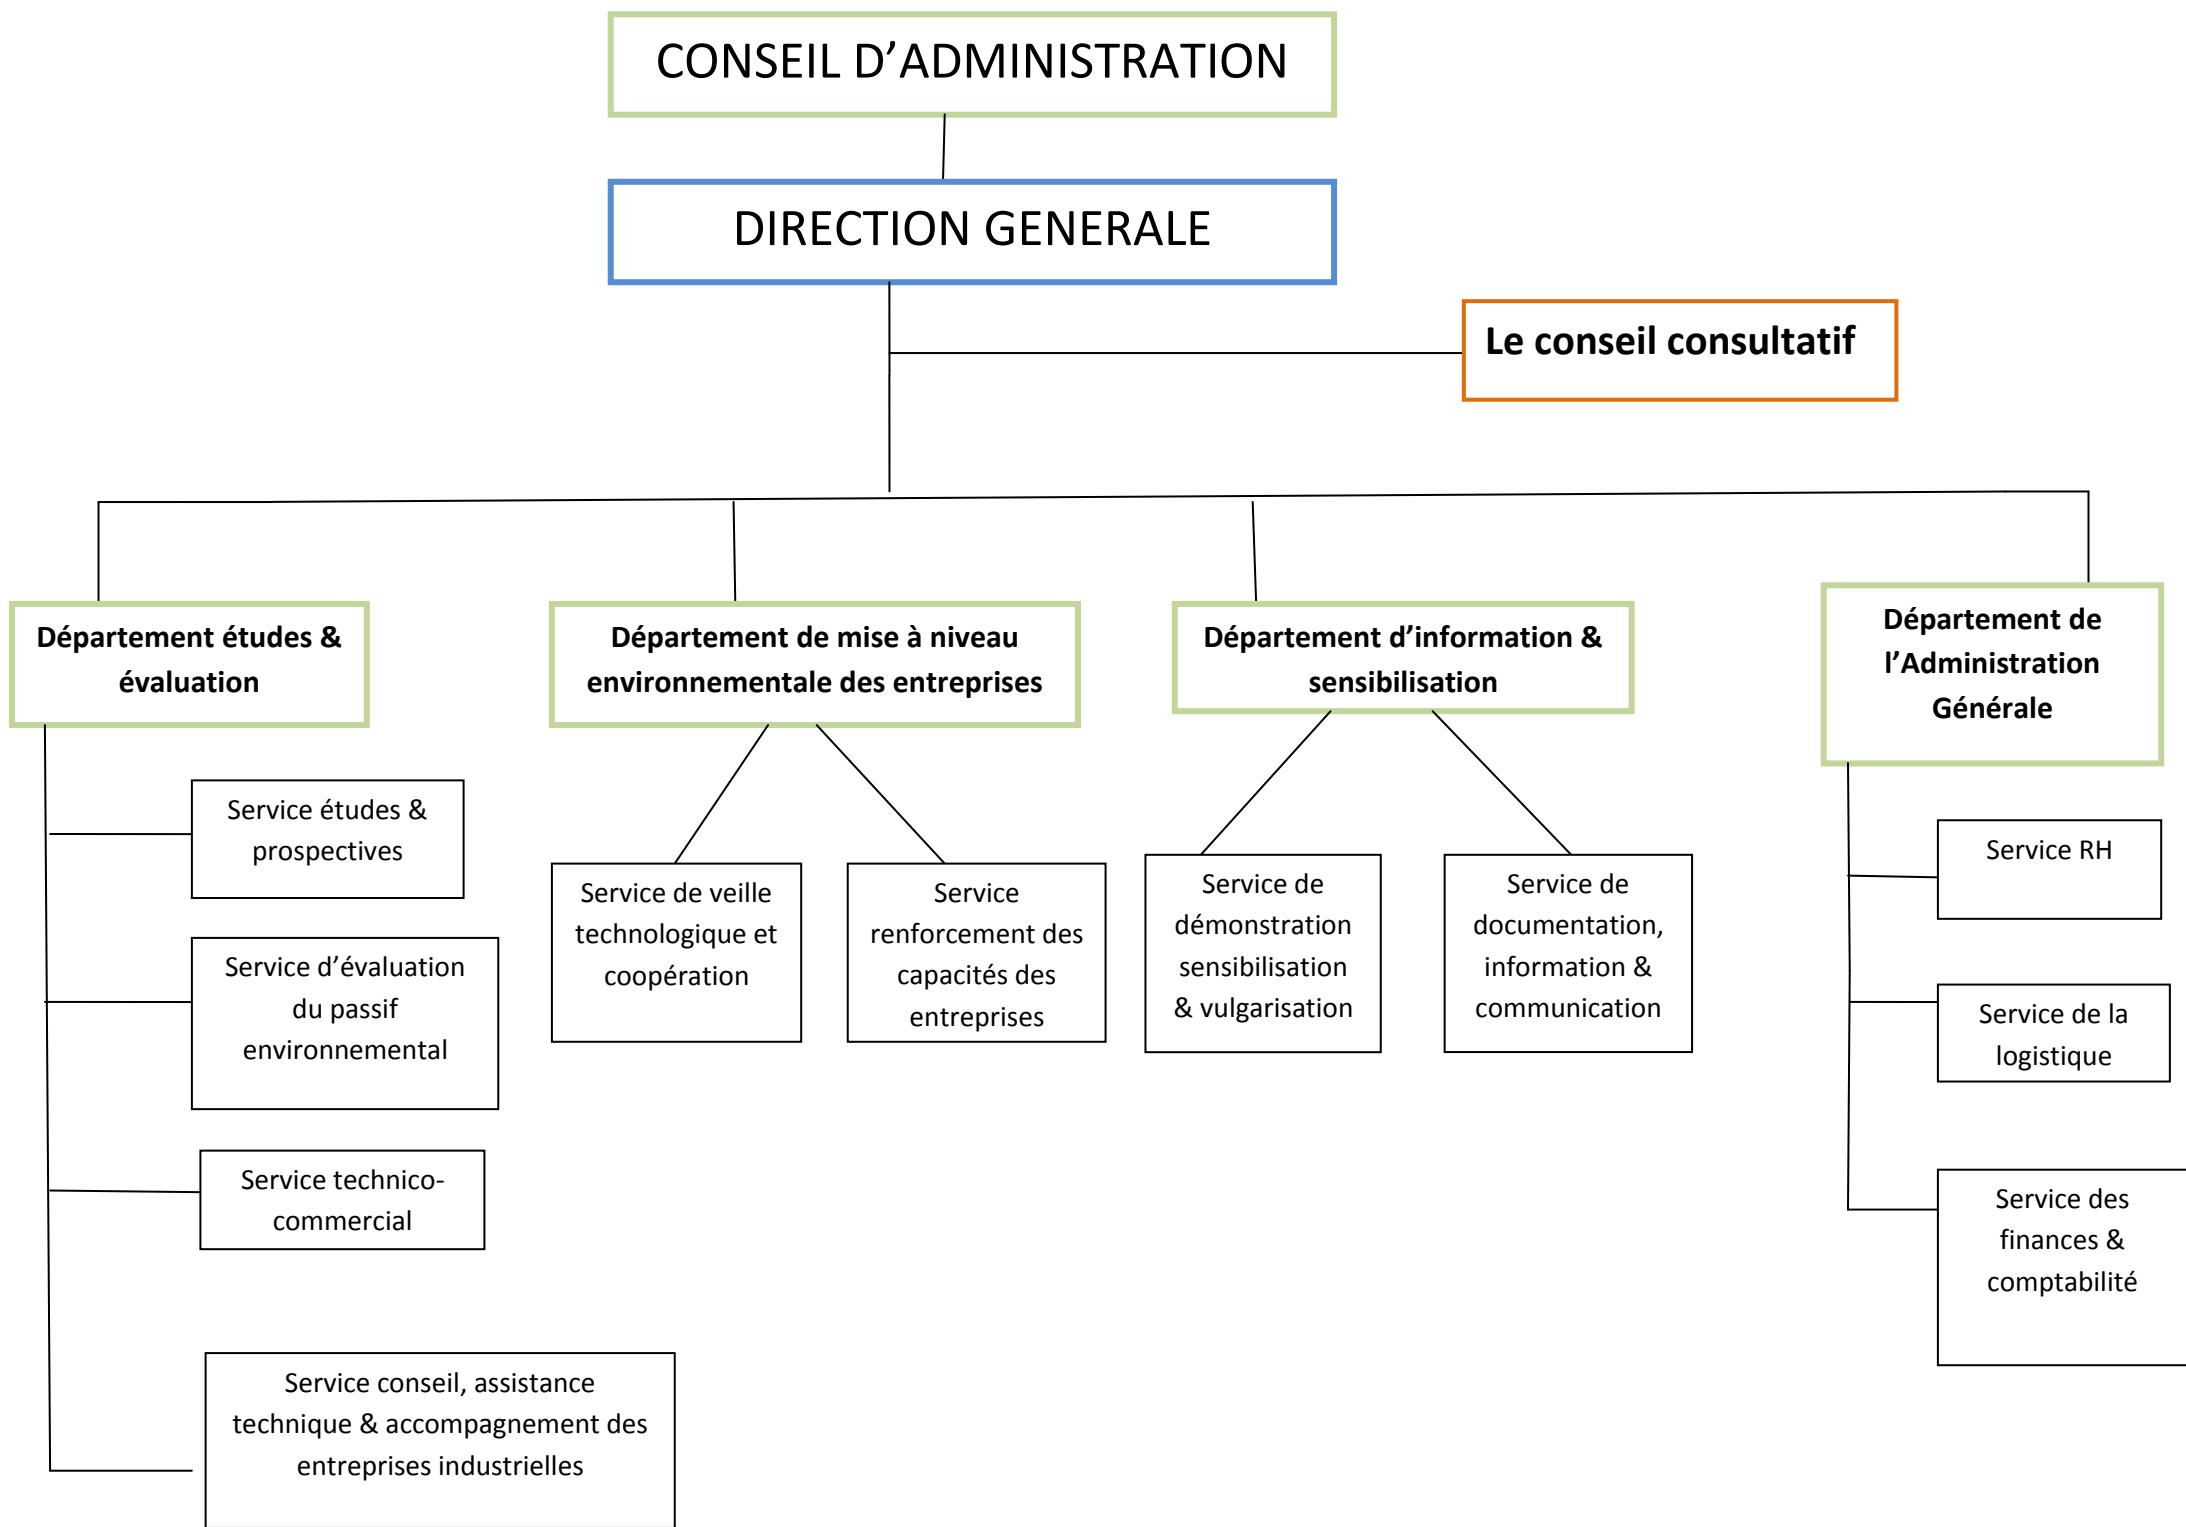 CONSEIL D’ADMINISTRATION
DIRECTION GENERALE
Le conseil consultatif
Département études &
évaluation
Département de mise à niveau
environnementale des entreprises
Département d’information &
sensibilisation
Département de
l’Administration
Générale
Service études &
prospectives
Service d’évaluation
du passif
environnemental
Service technico-
commercial
Service conseil, assistance
technique & accompagnement des
entreprises industrielles
Service de veille
technologique et
coopération
Service
renforcement des
capacités des
entreprises
Service de
démonstration
sensibilisation
& vulgarisation
Service de
documentation,
information &
communication
Service RH
Service de la
logistique
Service des
finances &
comptabilité